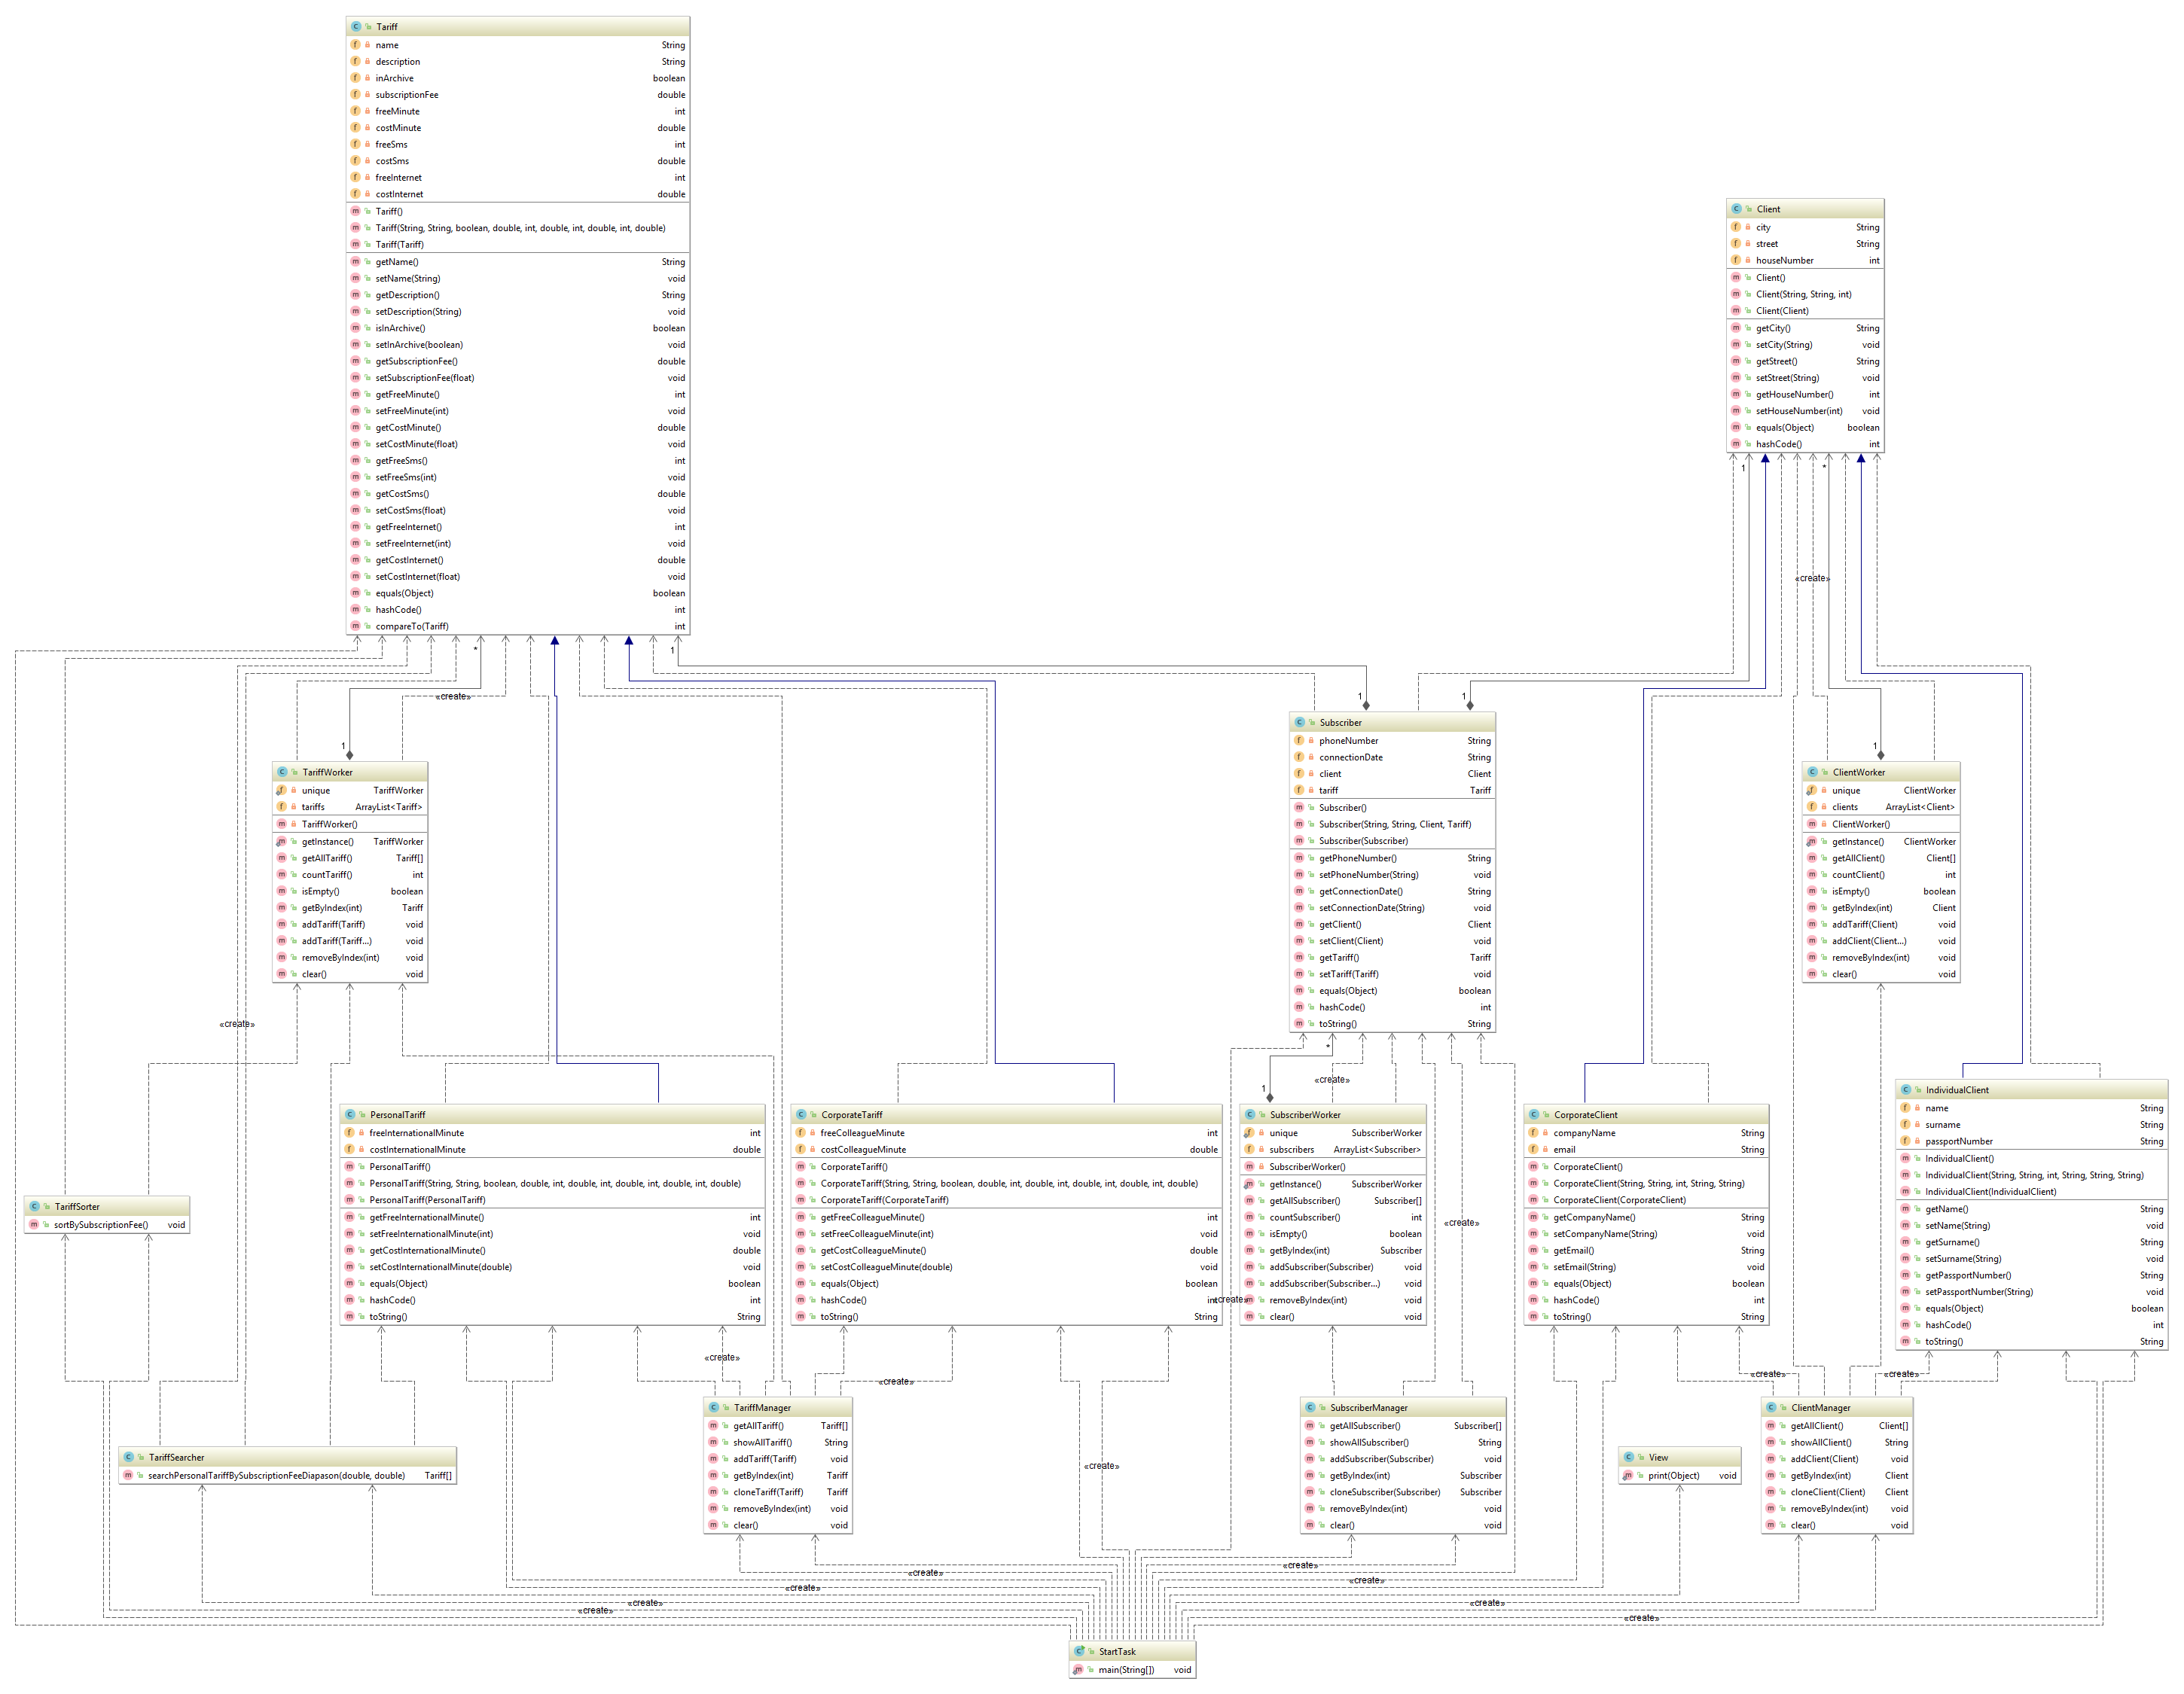 Tariff
name String
description String
inArchive boolean
subscriptionFee double
freeMinute int
costMinute double
freeSms int
costSms double
freeInternet int
costInternet double
Tariff()
Tariff(String, String, boolean, double, int, double, int, double, int, double)
Tariff(Tariff)
getName() String
setName(String) void
getDescription() String
setDescription(String) void
isInArchive() boolean
setInArchive(boolean) void
getSubscriptionFee() double
setSubscriptionFee(float) void
getFreeMinute() int
setFreeMinute(int) void
getCostMinute() double
setCostMinute(float) void
getFreeSms() int
setFreeSms(int) void
getCostSms() double
setCostSms(float) void
getFreeInternet() int
setFreeInternet(int) void
getCostInternet() double
setCostInternet(float) void
equals(Object) boolean
hashCode() int
compareTo(Tariff) int
Client
city String
street String
houseNumber int
Client()
Client(String, String, int)
Client(Client)
getCity() String
setCity(String) void
getStreet() String
setStreet(String) void
getHouseNumber() int
setHouseNumber(int) void
equals(Object) boolean
hashCode() int
1
*
«create»
*
1
«create»
1
1
1
1
1
TariffWorker
unique TariffWorker
tariffs ArrayList<Tariff>
TariffWorker()
getInstance() TariffWorker
getAllTariff() Tariff[]
countTariff() int
isEmpty() boolean
getByIndex(int) Tariff
addTariff(Tariff) void
addTariff(Tariff...) void
removeByIndex(int) void
clear() void
Subscriber
phoneNumber String
connectionDate String
client Client
tariff Tariff
Subscriber()
Subscriber(String, String, Client, Tariff)
Subscriber(Subscriber)
getPhoneNumber() String
setPhoneNumber(String) void
getConnectionDate() String
setConnectionDate(String) void
getClient() Client
setClient(Client) void
getTariff() Tariff
setTariff(Tariff) void
equals(Object) boolean
hashCode() int
toString() String
ClientWorker
unique ClientWorker
clients ArrayList<Client>
ClientWorker()
getInstance() ClientWorker
getAllClient() Client[]
countClient() int
isEmpty() boolean
getByIndex(int) Client
addTariff(Client) void
addClient(Client...) void
removeByIndex(int) void
clear() void
«create»
*
«create»
1
«create»
«create»
TariffSorter
sortBySubscriptionFee() void
PersonalTariff
freeInternationalMinute int
costInternationalMinute double
PersonalTariff()
PersonalTariff(String, String, boolean, double, int, double, int, double, int, double, int, double)
PersonalTariff(PersonalTariff)
getFreeInternationalMinute() int
setFreeInternationalMinute(int) void
getCostInternationalMinute() double
setCostInternationalMinute(double) void
equals(Object) boolean
hashCode() int
toString() String
CorporateTariff
freeColleagueMinute int
costColleagueMinute double
CorporateTariff()
CorporateTariff(String, String, boolean, double, int, double, int, double, int, double, int, double)
CorporateTariff(CorporateTariff)
getFreeColleagueMinute() int
setFreeColleagueMinute(int) void
getCostColleagueMinute() double
setCostColleagueMinute(double) void
equals(Object) boolean
hashCode() int
toString() String
SubscriberWorker
unique SubscriberWorker
subscribers ArrayList<Subscriber>
SubscriberWorker()
getInstance() SubscriberWorker
getAllSubscriber() Subscriber[]
countSubscriber() int
isEmpty() boolean
getByIndex(int) Subscriber
addSubscriber(Subscriber) void
addSubscriber(Subscriber...) void
removeByIndex(int) void
clear() void
CorporateClient
companyName String
email String
CorporateClient()
CorporateClient(String, String, int, String, String)
CorporateClient(CorporateClient)
getCompanyName() String
setCompanyName(String) void
getEmail() String
setEmail(String) void
equals(Object) boolean
hashCode() int
toString() String
IndividualClient
name String
surname String
passportNumber String
IndividualClient()
IndividualClient(String, String, int, String, String, String)
IndividualClient(IndividualClient)
getName() String
setName(String) void
getSurname() String
setSurname(String) void
getPassportNumber() String
setPassportNumber(String) void
equals(Object) boolean
hashCode() int
toString() String
«create»
«create»
«create»
«create»
TariffSearcher
searchPersonalTariffBySubscriptionFeeDiapason(double, double) Tariff[]
TariffManager
getAllTariff() Tariff[]
showAllTariff() String
addTariff(Tariff) void
getByIndex(int) Tariff
cloneTariff(Tariff) Tariff
removeByIndex(int) void
clear() void
«create»
SubscriberManager
getAllSubscriber() Subscriber[]
showAllSubscriber() String
addSubscriber(Subscriber) void
getByIndex(int) Subscriber
cloneSubscriber(Subscriber) Subscriber
removeByIndex(int) void
clear() void
View
print(Object) void
ClientManager
getAllClient() Client[]
showAllClient() String
addClient(Client) void
getByIndex(int) Client
cloneClient(Client) Client
removeByIndex(int) void
clear() void
«create»
«create»
«create»
«create»
«create»
«create»
«create»
«create»
StartTask
main(String[]) void